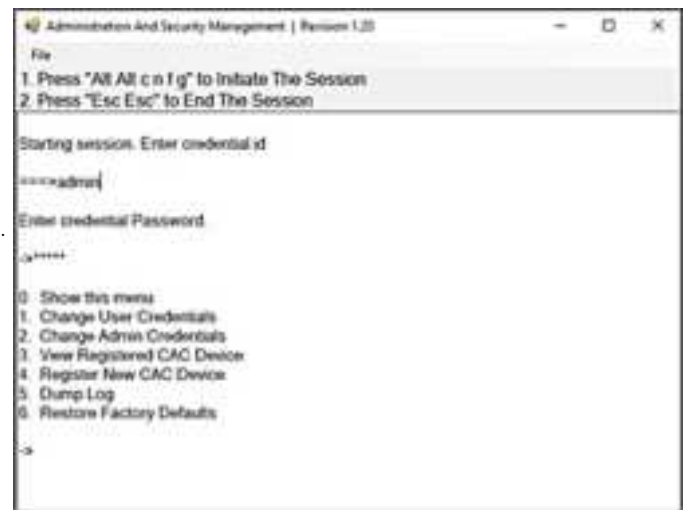 Administration And Security Management | Revision 1.20
File
1. Press "Alt Alt c n f g" to Initiate The Session
2. Press "Esc Esc" to End The Session
Starting session. Enter credential id
====>admin
Enter credential Password
->*****
0. Show this menu
1. Change User Credentials
2. Change Admin Credentials
3. View Registered CAC Device
4. Register New CAC Device
5. Dump Log
6. Restore Factory Defaults
->